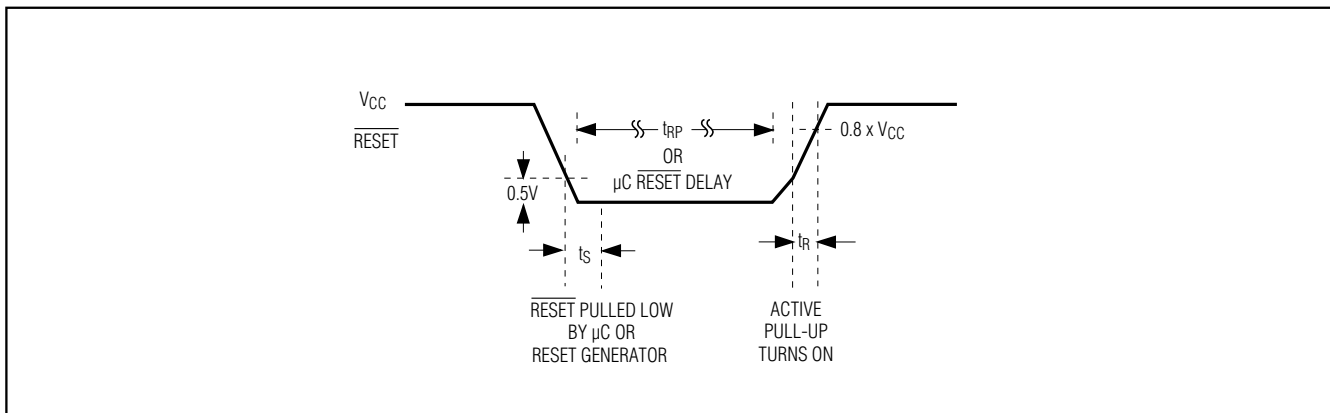 VCC
RESET
tRP
OR
µC RESET DELAY
0.8 x VCC
0.5V
tS
tR
RESET PULLED LOW
BY µC OR
RESET GENERATOR
ACTIVE
PULL-UP
TURNS ON